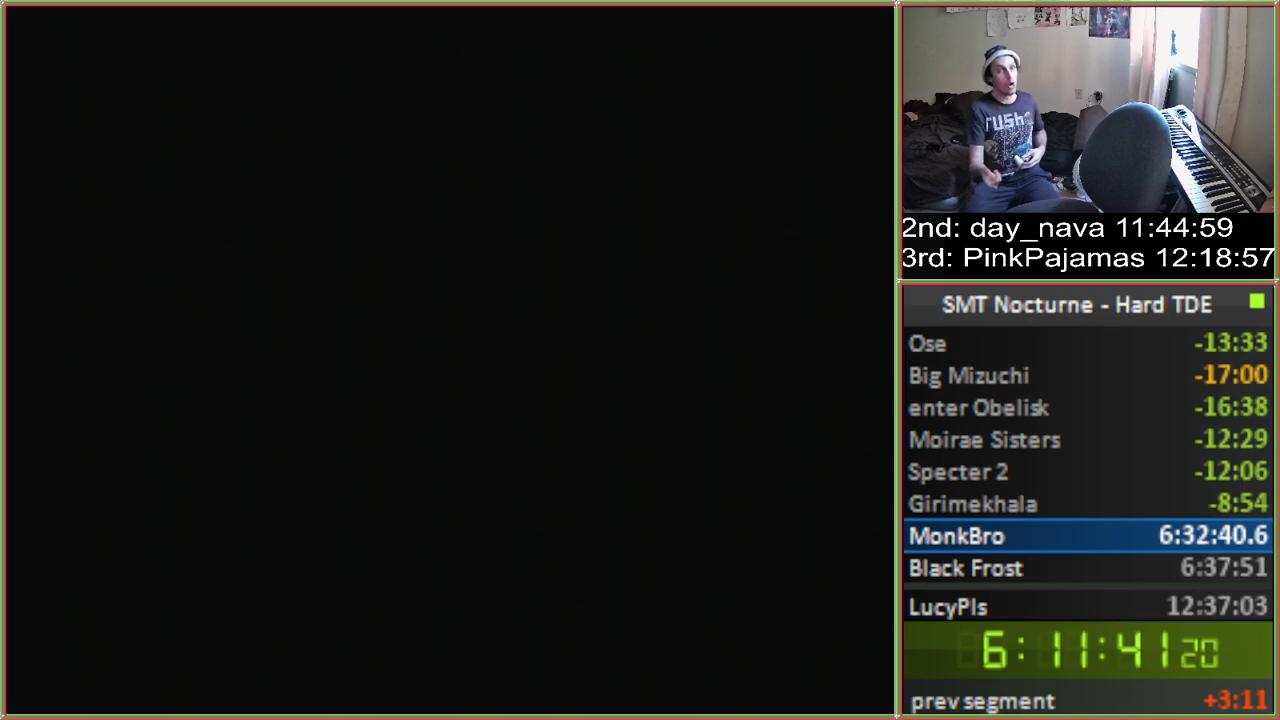 rush
2nd: day_nava 11:44:59
3rd: PinkPajamas 12:18:57
SMT Nocturne - Hard TDE
Ose -13:33
Big Mizuchi -17:00
enter Obelisk -16:38
Moirae Sisters -12:29
Specter 2 -12:06
Girimekhala -8:54
MonkBro 6:32:40.6
Black Frost 6:37:51
LucyPls 12:37:03
6:11:41 20
prev segment +3:11